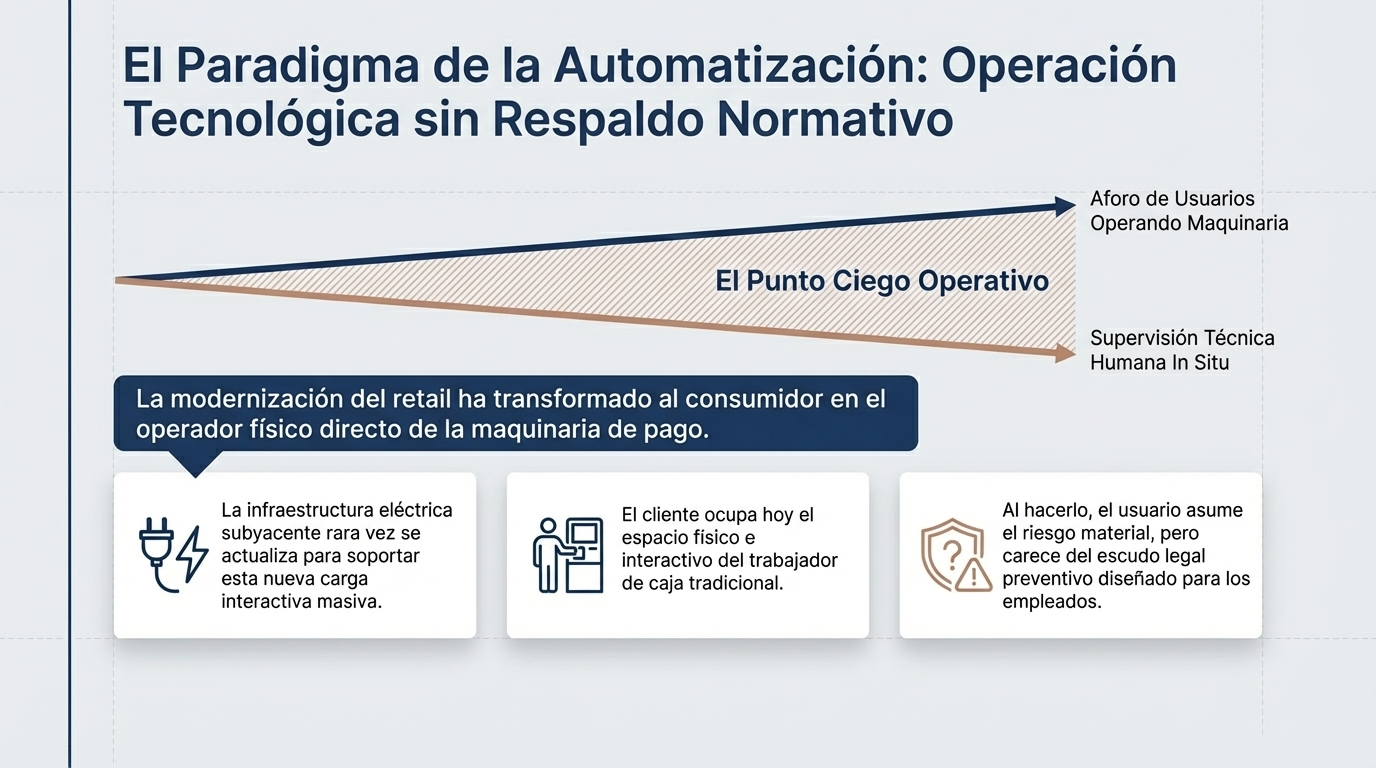 El Paradigma de la Automatización: Operación
Tecnológica sin Respaldo Normativo
Aforo de Usuarios
Operando Maquinaria
El Punto Ciego Operativo
Supervisión Técnica
Humana In Situ
La modernización del retail ha transformado al consumidor en el
operador físico directo de la maquinaria de pago.
La infraestructura eléctrica
subyacente rara vez se
actualiza para soportar
esta nueva carga
interactiva masiva.
El cliente ocupa hoy el
espacio físico e
interactivo del trabajador
de caja tradicional.
Al hacerlo, el usuario asume
el riesgo material, pero
carece del escudo legal
preventivo diseñado para los
empleados.